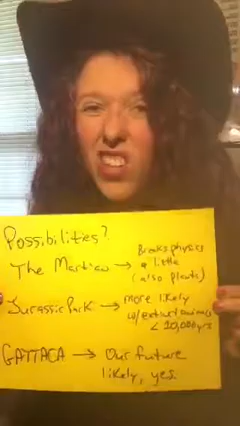 Possibilities?
The Martian → Breaks physics
a little
(also plants)
Jurassic Park → more likely
w/extinct animals
< 10,000 yrs
GATTACA → Our future
likely, yes